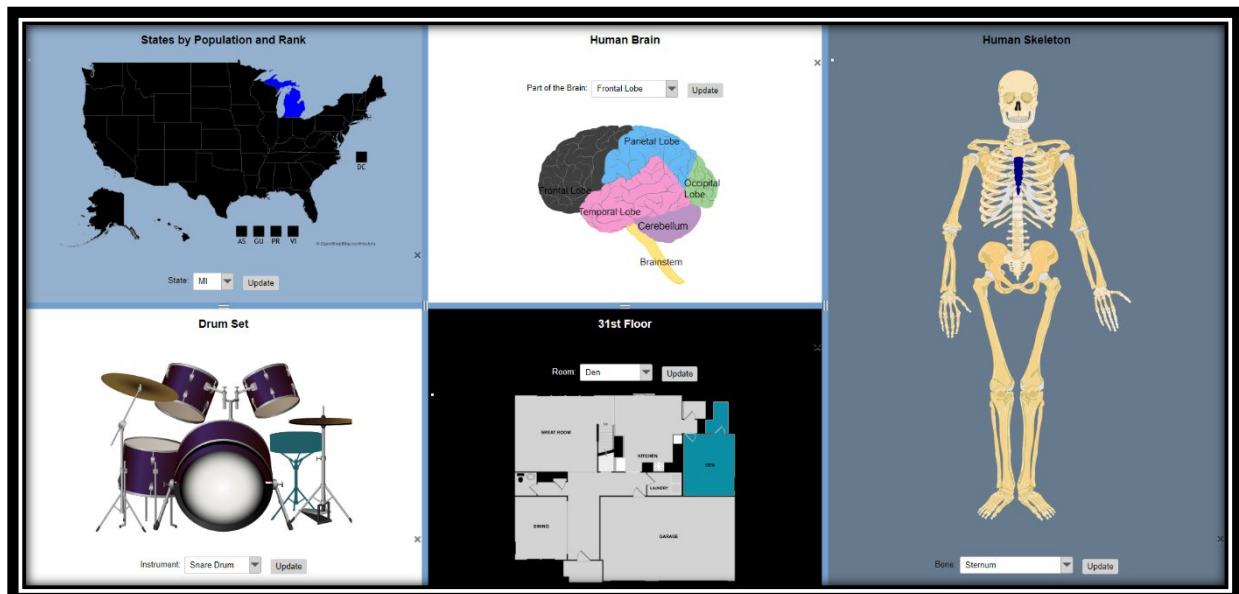 States by Population and Rank
DC
AS GU PR VI
© OpenStreetMap contributors
State: MI Update
Human Brain
Part of the Brain: Frontal Lobe Update
Parietal Lobe
Frontal Lobe
Occipital
Lobe
Temporal Lobe
Cerebellum
Brainstem
Human Skeleton
Bone: Sternum Update
Drum Set
Instrument: Snare Drum Update
31st Floor
Room: Den Update
GREAT ROOM
KITCHEN
DEN
LAUNDRY
DINING
GARAGE